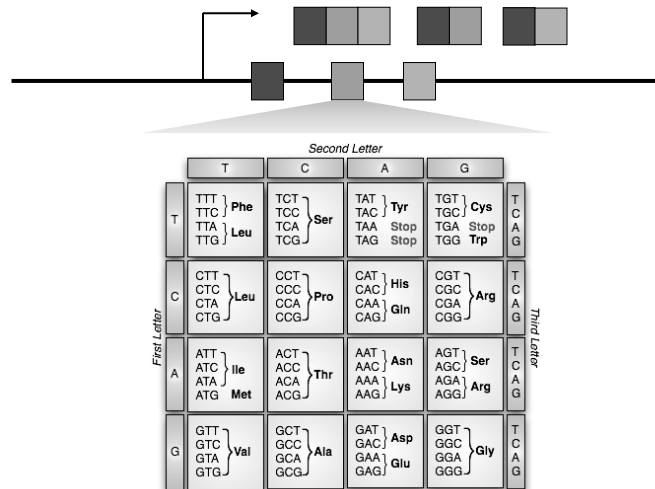 Second Letter
T C A G
First Letter
T
TTT
TTC
Phe
TTA
TTG
Leu
TCT
TCC
TCA
TCG
Ser
TAT
TAC
Tyr
TAA Stop
TAG Stop
TGT
TGC
Cys
TGA Stop
TGG Trp
T
C
A
G
C
CTT
CTC
CTA
CTG
Leu
CCT
CCC
CCA
CCG
Pro
CAT
CAC
His
CAA
CAG
Gln
CGT
CGC
CGA
CGG
Arg
T
C
A
G
A
ATT
ATC
ATA
Ile
ATG Met
ACT
ACC
ACA
ACG
Thr
AAT
AAC
Asn
AAA
AAG
Lys
AGT
AGC
Ser
AGA
AGG
Arg
T
C
A
G
G
GTT
GTC
GTA
GTG
Val
GCT
GCC
GCA
GCG
Ala
GAT
GAC
Asp
GAA
GAG
Glu
GGT
GGC
GGA
GGG
Gly
T
C
A
G
Third Letter